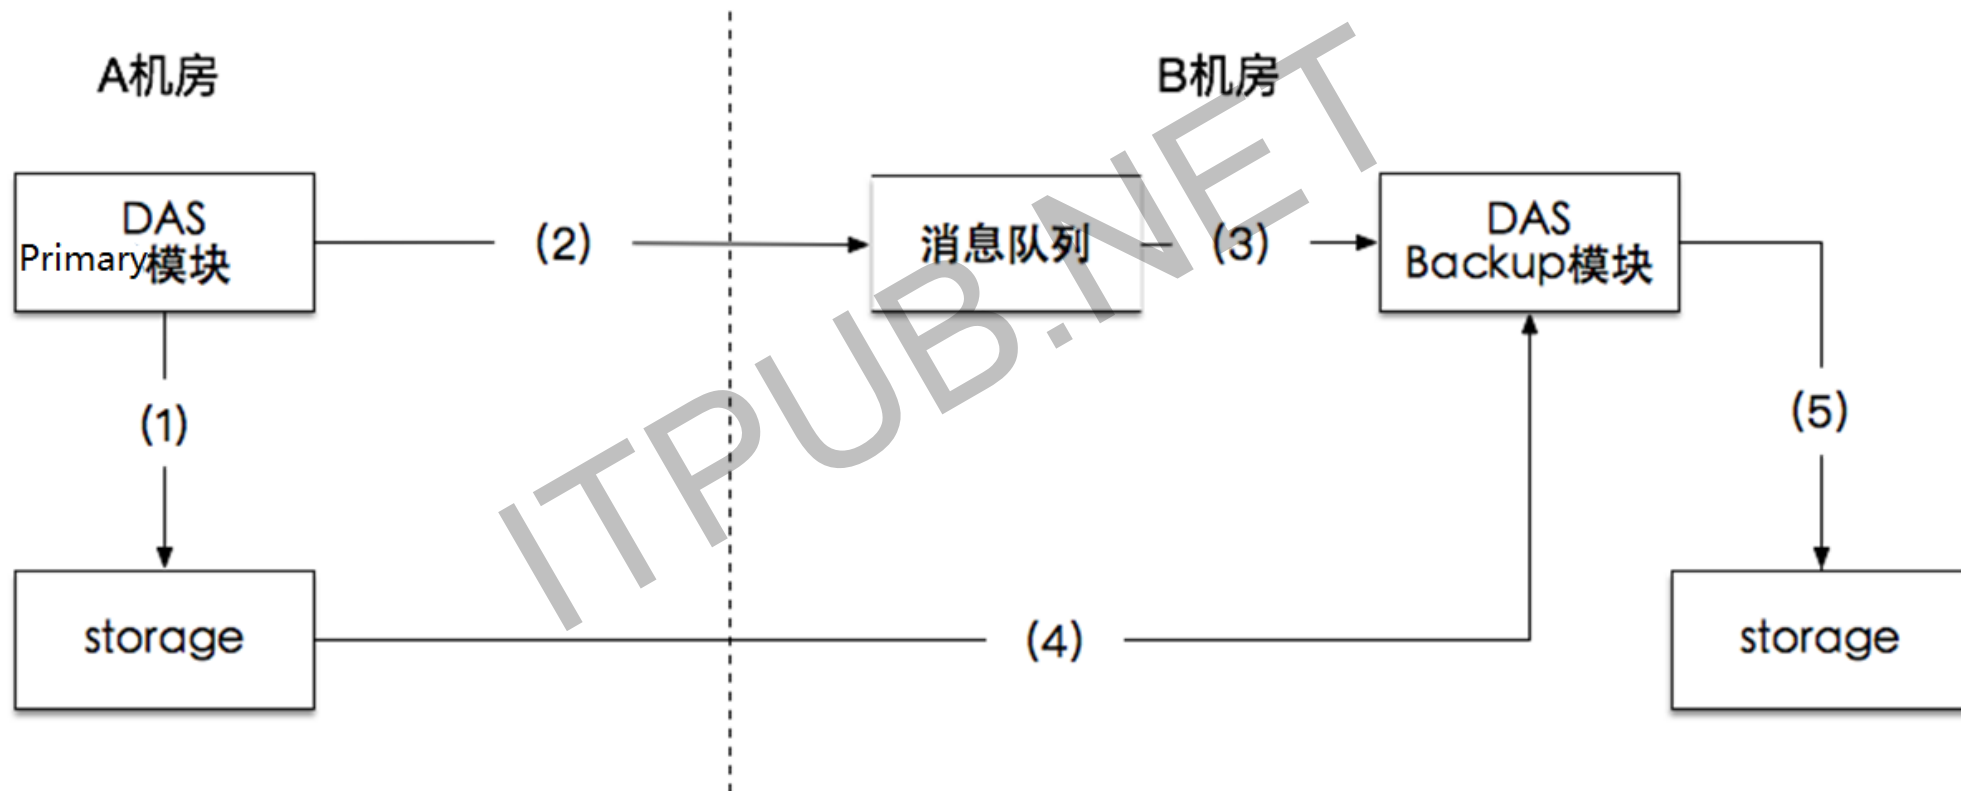 A机房
B机房
DAS
Primary模块
(2)
消息队列
(3)
DAS
Backup模块
(1)
(5)
storage
(4)
storage
ITPUB.NET